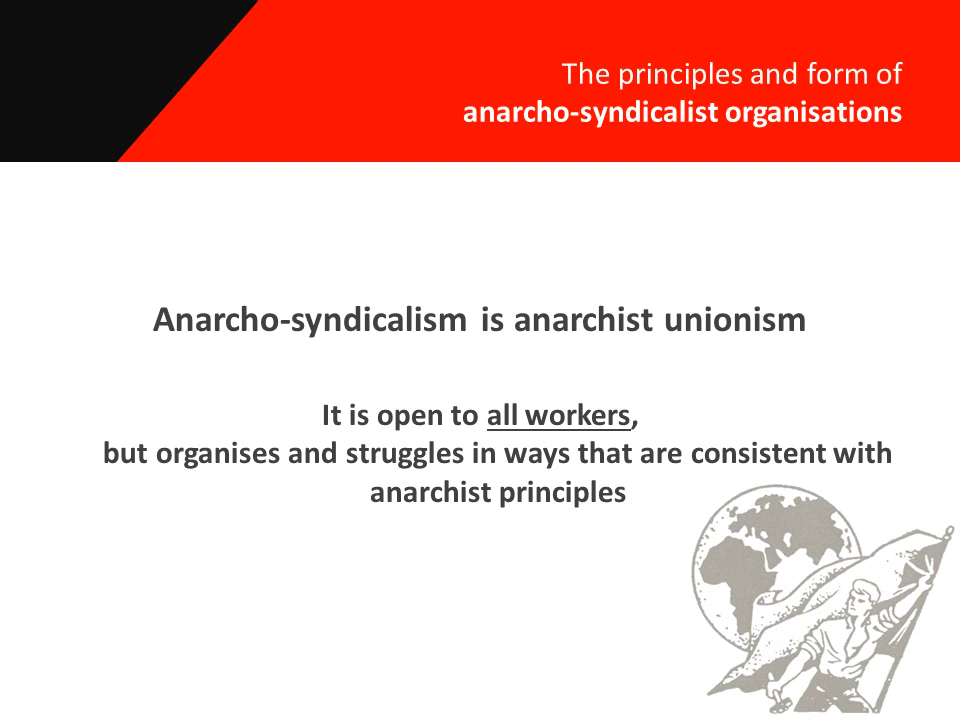 The principles and form of
anarcho-syndicalist organisations
Anarcho-syndicalism is anarchist unionism
It is open to all workers,
but organises and struggles in ways that are consistent with
anarchist principles